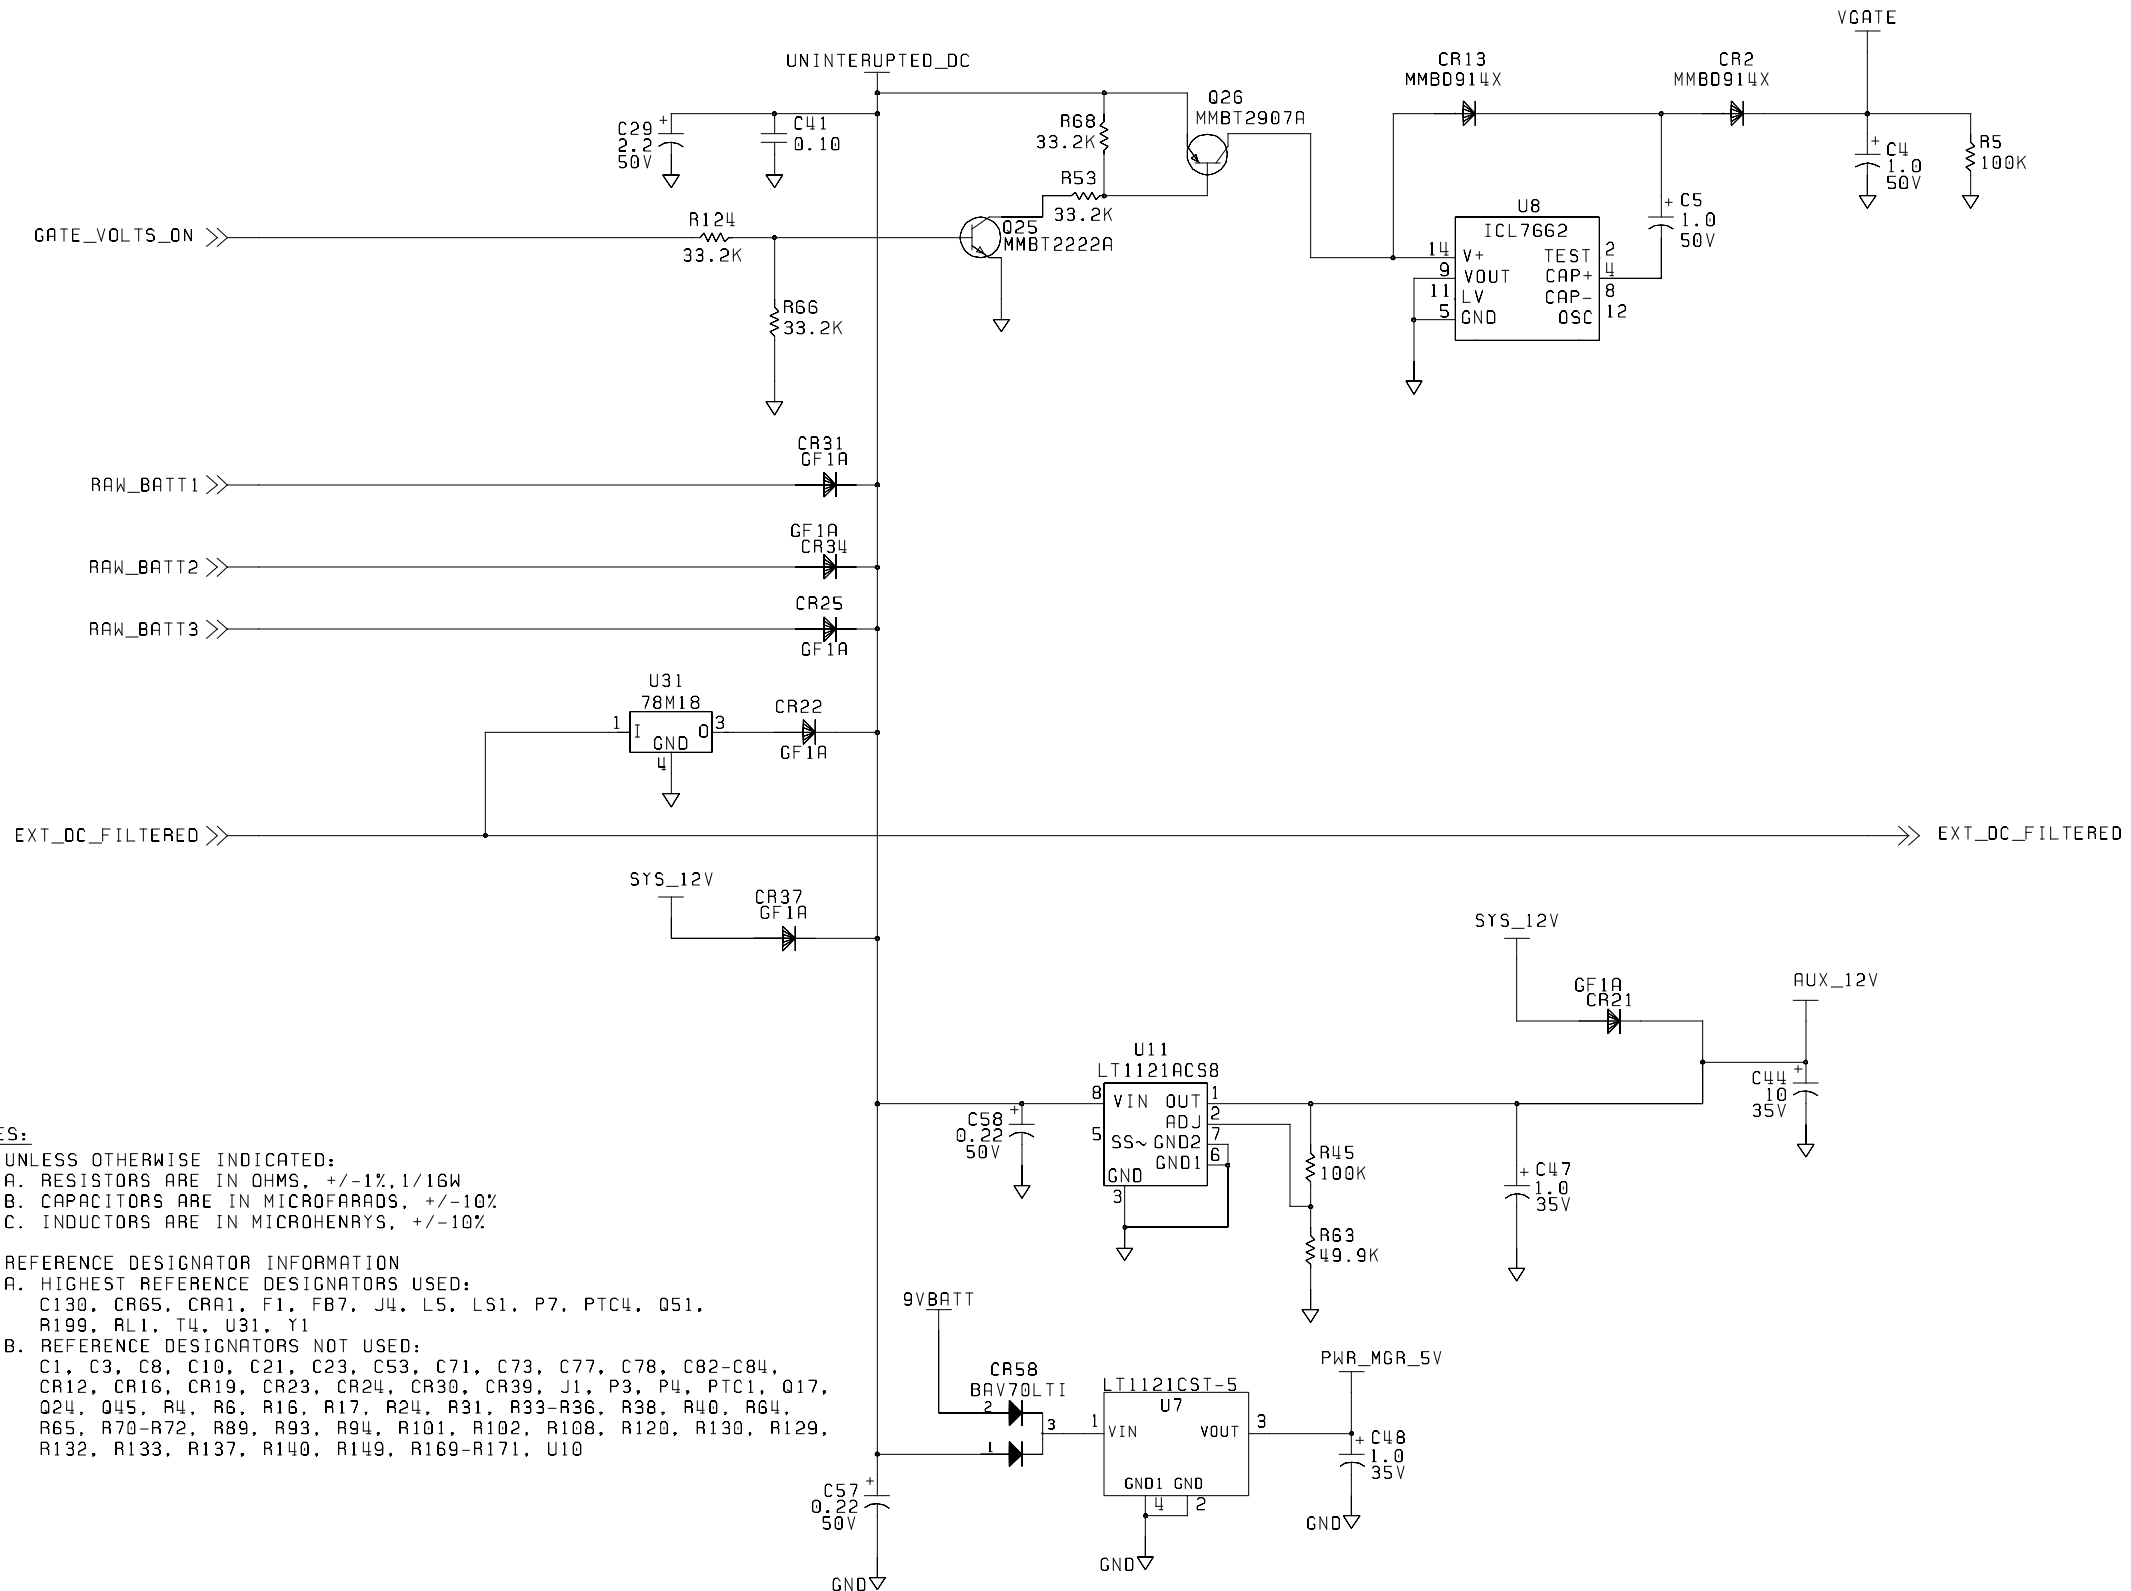 VGATE
UNINTERUPTED_DC
CR13
MMBD914X
CR2
MMBD914X
Q26
MMBT2907A
C29
2.2
50V
+
C41
0.10
R68
33.2K
R53
33.2K
+
C4
1.0
50V
R5
100K
GATE_VOLTS_ON
R124
33.2K
Q25
MMBT2222A
U8
ICL7662
14 V+
9 VOUT
11 LV
5 GND
TEST 2
CAP+ 4
CAP- 8
OSC 12
+ C5
1.0
50V
R66
33.2K
CR31
GF1A
RAW_BATT1
GF1A
CR34
RAW_BATT2
CR25
GF1A
RAW_BATT3
U31
78M18
1 I O 3
GND
4
CR22
GF1A
EXT_DC_FILTERED
EXT_DC_FILTERED
SYS_12V
CR37
GF1A
SYS_12V
GF1A
CR21
AUX_12V
U11
LT1121ACS8
8 VIN OUT 1
ADJ 2
5 SS~ GND2 7
GND1 6
GND
3
+
C58
0.22
50V
R45
100K
R63
49.9K
+ C47
1.0
35V
+
C44
10
35V
ES:
UNLESS OTHERWISE INDICATED:
A. RESISTORS ARE IN OHMS, +/-1%,1/16W
B. CAPACITORS ARE IN MICROFARADS, +/-10%
C. INDUCTORS ARE IN MICROHENRYS, +/-10%
REFERENCE DESIGNATOR INFORMATION
A. HIGHEST REFERENCE DESIGNATORS USED:
C130, CR65, CRA1, F1, FB7, J4, L5, LS1, P7, PTC4, Q51,
R199, RL1, T4, U31, Y1
B. REFERENCE DESIGNATORS NOT USED:
C1, C3, C8, C10, C21, C23, C53, C71, C73, C77, C78, C82-C84,
CR12, CR16, CR19, CR23, CR24, CR30, CR39, J1, P3, P4, PTC1, Q17,
Q24, Q45, R4, R6, R16, R17, R24, R31, R33-R36, R38, R40, R64,
R65, R70-R72, R89, R93, R94, R101, R102, R108, R120, R130, R129,
R132, R133, R137, R140, R149, R169-R171, U10
9VBATT
CR58
BAV70LTI
2
3
1
LT1121CST-5
U7
1 VIN VOUT 3
GND1 GND
4 2
GND
PWR_MGR_5V
+ C48
1.0
35V
GND
+
C57
0.22
50V
GND